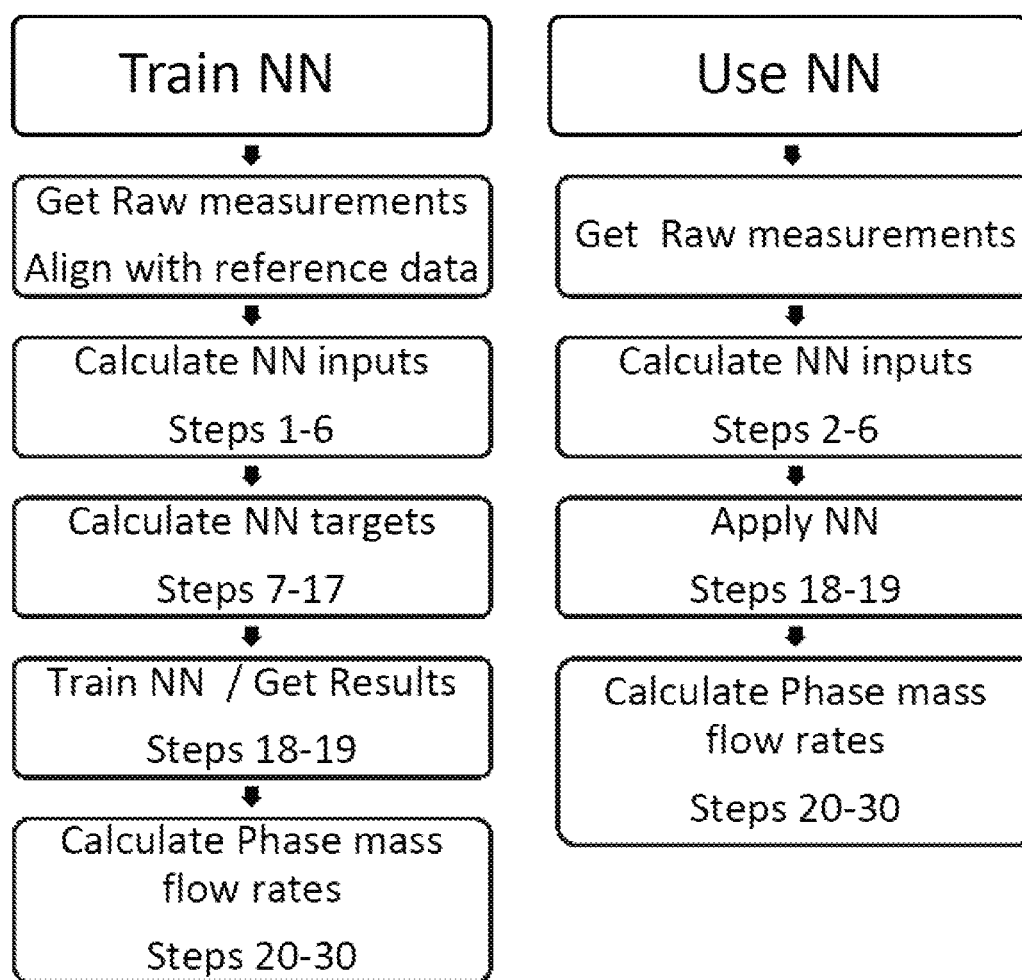 Train NN
Get Raw measurements
Align with reference data
Calculate NN inputs
Steps 1-6
Calculate NN targets
Steps 7-17
Train NN / Get Results
Steps 18-19
Calculate Phase mass
flow rates
Steps 20-30
Use NN
Get Raw measurements
Calculate NN inputs
Steps 2-6
Apply NN
Steps 18-19
Calculate Phase mass
flow rates
Steps 20-30